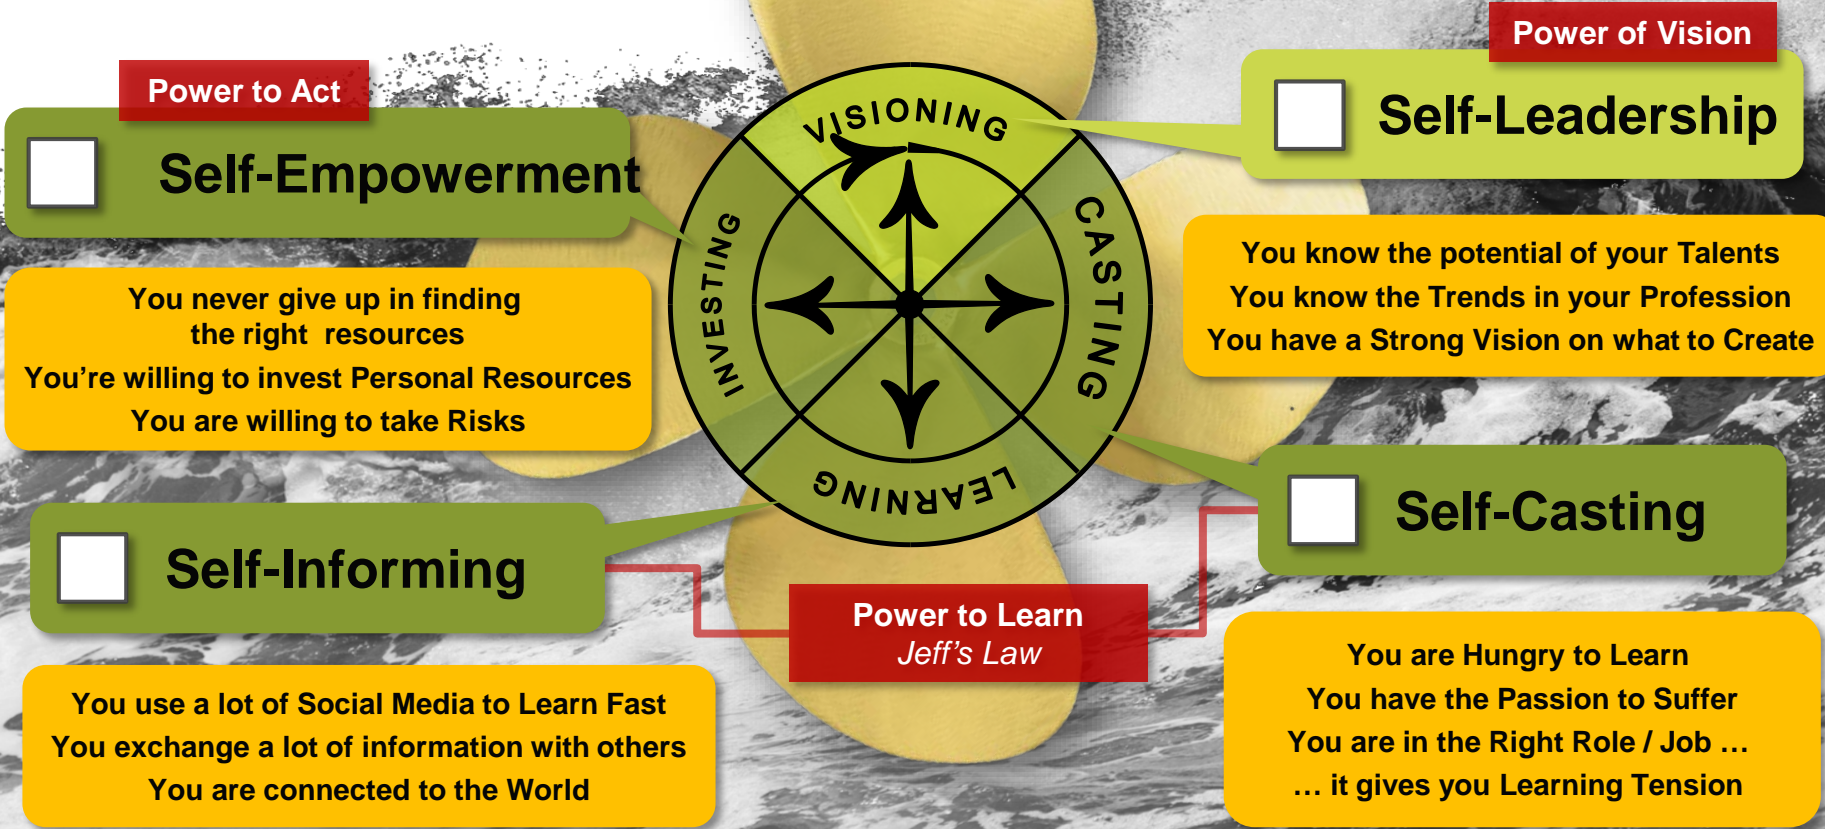 Power to Act
Self-Empowerment
You never give up in finding
the right resources
You're willing to invest Personal Resources
You are willing to take Risks
Power of Vision
Self-Leadership
You know the potential of your Talents
You know the Trends in your Profession
You have a Strong Vision on what to Create
VISIONING
CASTING
LEARNING
INVESTING
Self-Informing
You use a lot of Social Media to Learn Fast
You exchange a lot of information with others
You are connected to the World
Power to Learn
Jeff's Law
Self-Casting
You are Hungry to Learn
You have the Passion to Suffer
You are in the Right Role / Job …
… it gives you Learning Tension